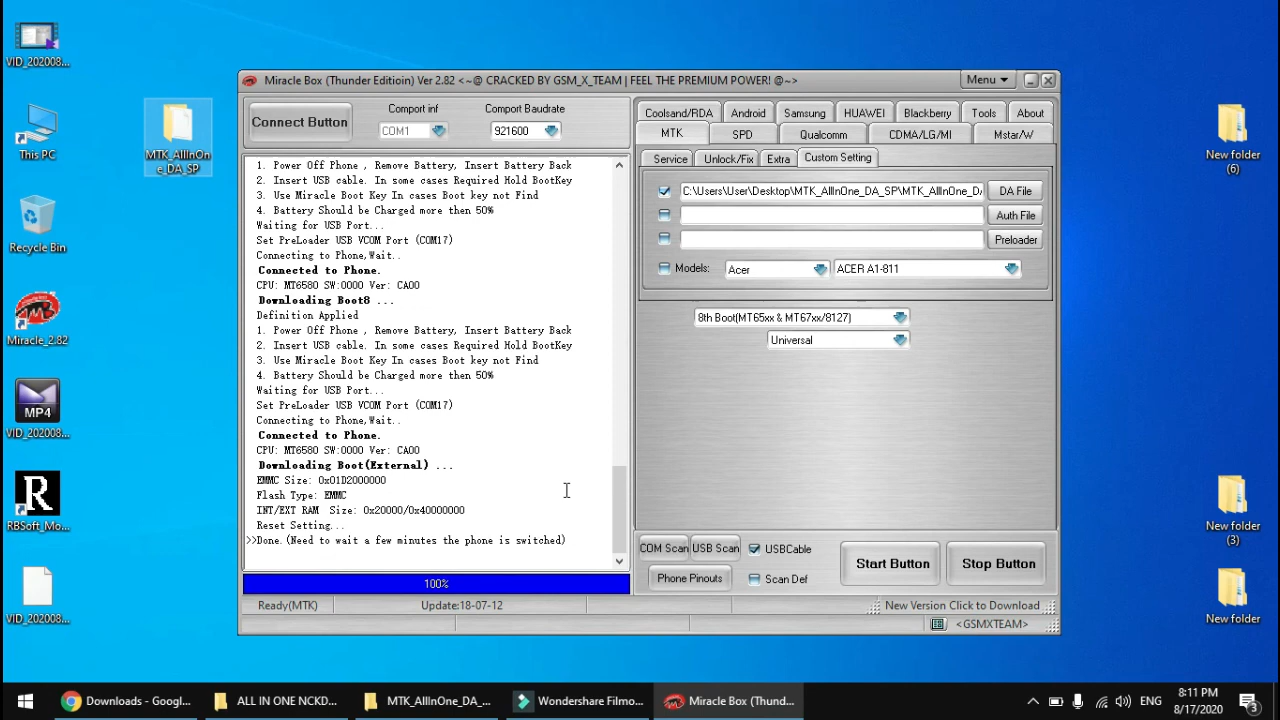 VID_202008...
This PC
Recycle Bin
Miracle_2.82
MP4
VID_202008...
R
RBSoft_Mo...
VID_202008...
MTK_AllInOn
e_DA_SP
New folder
(6)
New folder
(3)
New folder
Miracle Box (Thunder Editioin) Ver 2.82 <~@ CRACKED BY GSM_X_TEAM | FEEL THE PREMIUM POWER! @~>
Menu
Connect Button
Comport inf
Comport Baudrate
COM1
921600
1. Power Off Phone , Remove Battery, Insert Battery Back
2. Insert USB cable. In some cases Required Hold BootKey
3. Use Miracle Boot Key In cases Boot key not Find
4. Battery Should be Charged more then 50%
Waiting for USB Port...
Set PreLoader USB VCOM Port (COM17)
Connecting to Phone,Wait..
Connected to Phone.
CPU: MT6580 SW:0000 Ver: CA00
Downloading Boot8 ...
Definition Applied
1. Power Off Phone , Remove Battery, Insert Battery Back
2. Insert USB cable. In some cases Required Hold BootKey
3. Use Miracle Boot Key In cases Boot key not Find
4. Battery Should be Charged more then 50%
Waiting for USB Port...
Set PreLoader USB VCOM Port (COM17)
Connecting to Phone,Wait..
Connected to Phone.
CPU: MT6580 SW:0000 Ver: CA00
Downloading Boot(External) ...
EMMC Size: 0x01D2000000
Flash Type: EMMC
INT/EXT RAM Size: 0x20000/0x40000000
Reset Setting...
>>Done.(Need to wait a few minutes the phone is switched)
100%
Coolsand/RDA Android Samsung HUAWEI Blackberry Tools About
MTK SPD Qualcomm CDMA/LG/MI Mstar/W
Service Unlock/Fix Extra Custom Setting
C:\Users\User\Desktop\MTK_AllInOne_DA_SP\MTK_AllInOne_D DA File
Auth File
Preloader
Models: Acer ACER A1-811
8th Boot(MT65xx & MT67xx/8127)
Universal
COM Scan USB Scan USBCable
Phone Pinouts Scan Def
Start Button Stop Button
Ready(MTK) Update:18-07-12 New Version Click to Download
<GSMXTEAM>
Downloads - Googl... ALL IN ONE NCKD... MTK_AllInOne_DA_... Wondershare Filmo... Miracle Box (Thund...
ENG
8:11 PM
8/17/2020
3